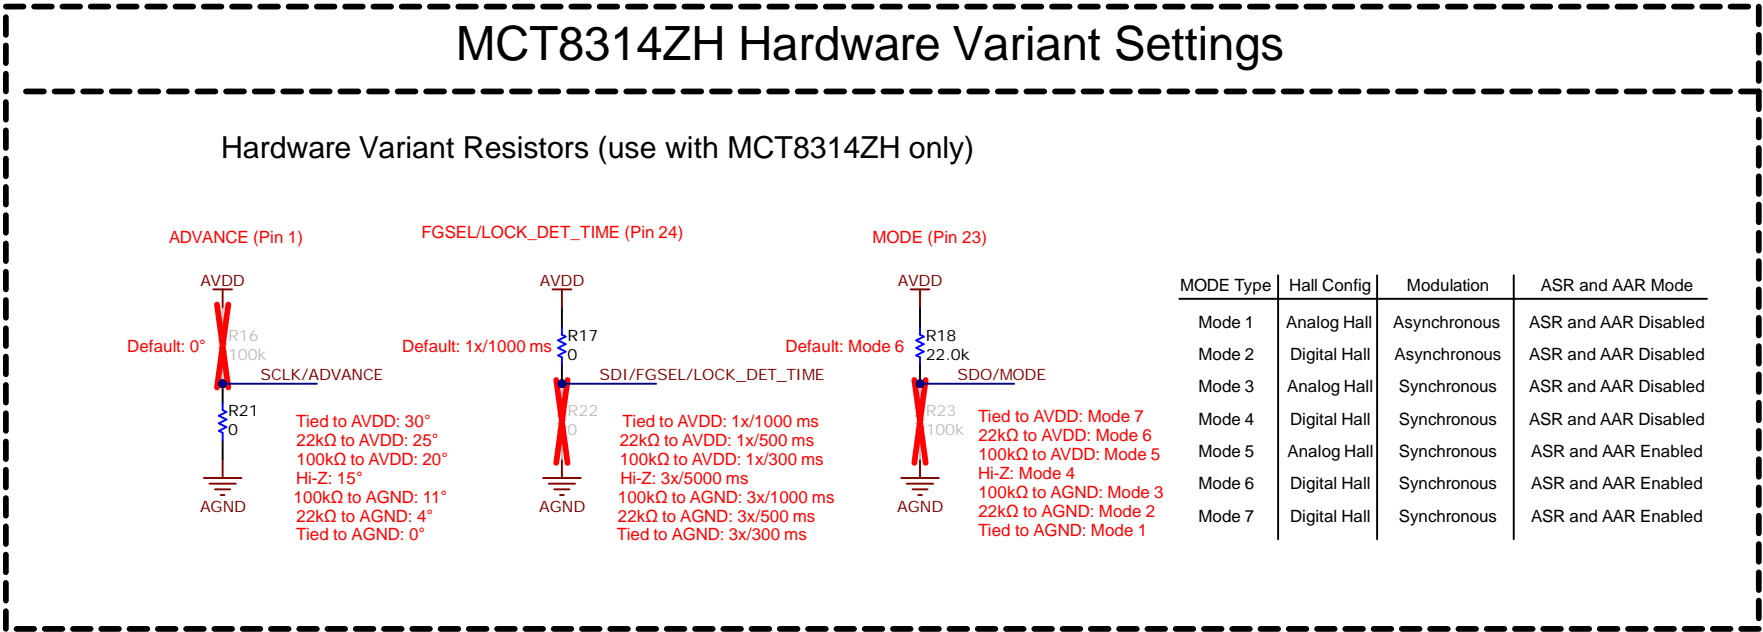 MCT8314ZH Hardware Variant Settings
Hardware Variant Resistors (use with MCT8314ZH only)
ADVANCE (Pin 1)
AVDD
R16
100k
Default: 0°
SCLK/ADVANCE
R21
0
AGND
Tied to AVDD: 30°
22kΩ to AVDD: 25°
100kΩ to AVDD: 20°
Hi-Z: 15°
100kΩ to AGND: 11°
22kΩ to AGND: 4°
Tied to AGND: 0°
FGSEL/LOCK_DET_TIME (Pin 24)
AVDD
R17
0
Default: 1x/1000 ms
SDI/FGSEL/LOCK_DET_TIME
R22
0
AGND
Tied to AVDD: 1x/1000 ms
22kΩ to AVDD: 1x/500 ms
100kΩ to AVDD: 1x/300 ms
Hi-Z: 3x/5000 ms
100kΩ to AGND: 3x/1000 ms
22kΩ to AGND: 3x/500 ms
Tied to AGND: 3x/300 ms
MODE (Pin 23)
AVDD
R18
22.0k
Default: Mode 6
SDO/MODE
R23
100k
AGND
Tied to AVDD: Mode 7
22kΩ to AVDD: Mode 6
100kΩ to AVDD: Mode 5
Hi-Z: Mode 4
100kΩ to AGND: Mode 3
22kΩ to AGND: Mode 2
Tied to AGND: Mode 1
MODE Type Hall Config Modulation ASR and AAR Mode
Mode 1 Analog Hall Asynchronous ASR and AAR Disabled
Mode 2 Digital Hall Asynchronous ASR and AAR Disabled
Mode 3 Analog Hall Synchronous ASR and AAR Disabled
Mode 4 Digital Hall Synchronous ASR and AAR Disabled
Mode 5 Analog Hall Synchronous ASR and AAR Enabled
Mode 6 Digital Hall Synchronous ASR and AAR Enabled
Mode 7 Digital Hall Synchronous ASR and AAR Enabled